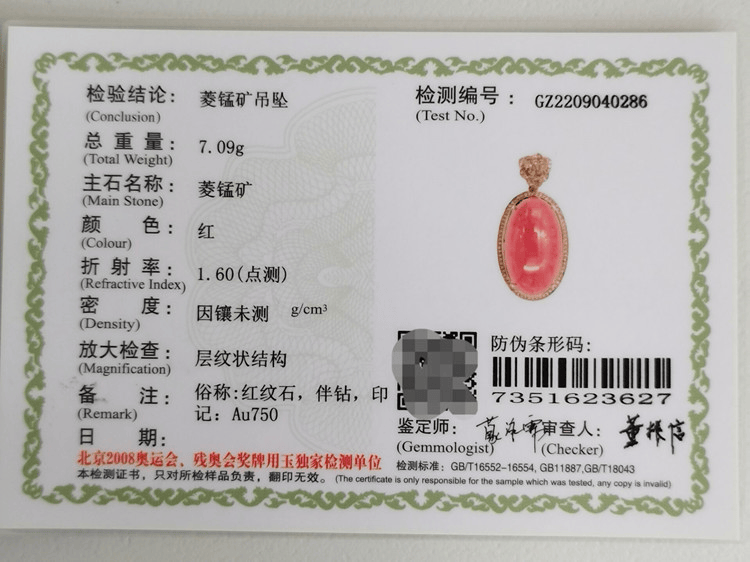 检验结论: 菱锰矿吊坠
(Conclusion)
总 重 量: 7.09g
(Total Weight)
主石名称: 菱锰矿
(Main Stone)
颜 色: 红
(Colour)
折 射 率: 1.60(点测)
(Refractive Index)
密 度: 因镶未测 g/cm³
(Density)
放大检查: 层纹状结构
(Magnification)
备 注: 俗称:红纹石, 伴钻, 印
(Remark) 记: Au750
日 期:
北京2008奥运会、残奥会奖牌用玉独家检测单位
本检测证书, 只对所检样品负责, 翻印无效。 (The certificate is only responsible for the sample which was tested, any copy is invalid)
检测编号: GZ2209040286
(Test No.)
防伪条形码:
7351623627
鉴定师: 审查人:
(Gemmologist) (Checker)
检测标准: GB/T16552-16554, GB11887,GB/T18043